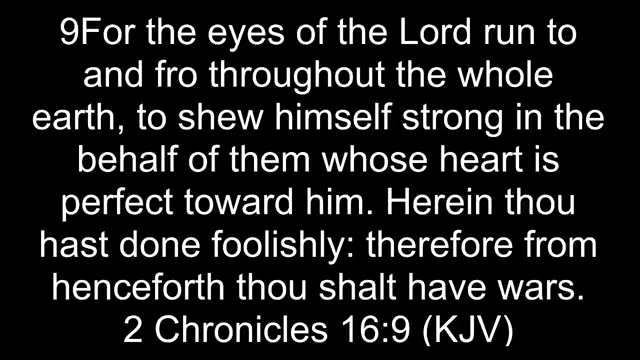 9For the eyes of the Lord run to
and fro throughout the whole
earth, to shew himself strong in the
behalf of them whose heart is
perfect toward him. Herein thou
hast done foolishly: therefore from
henceforth thou shalt have wars.
2 Chronicles 16:9 (KJV)